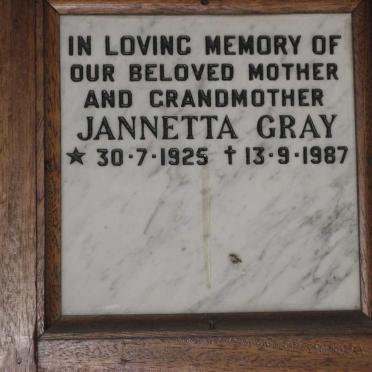 IN LOVING MEMORY OF
OUR BELOVED MOTHER
AND GRANDMOTHER
JANNETTA GRAY
★ 30·7·1925 † 13·9·1987